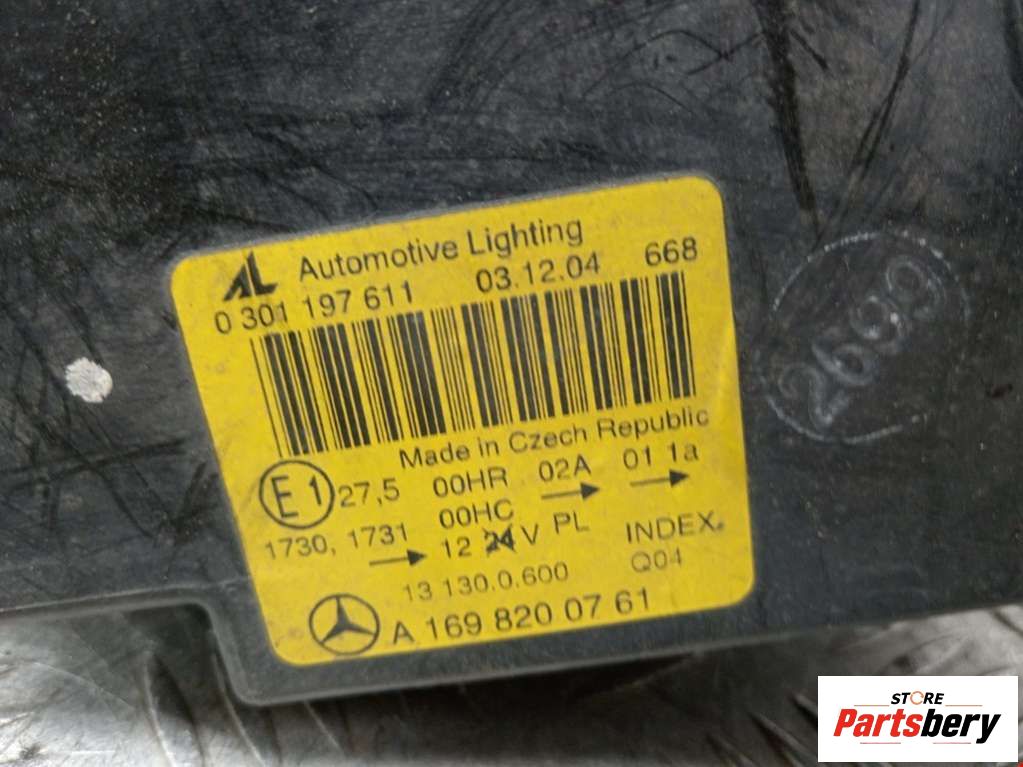 AL Automotive Lighting
0 301 197 611 03.12.04 668
Made in Czech Republic
E1 27,5 00HR 02A 01 1a
00HC → →
1730, 1731 → 12 24 V PL INDEX.
13 130.0.600 Q04
A 169 820 07 61
STORE
Partsbery